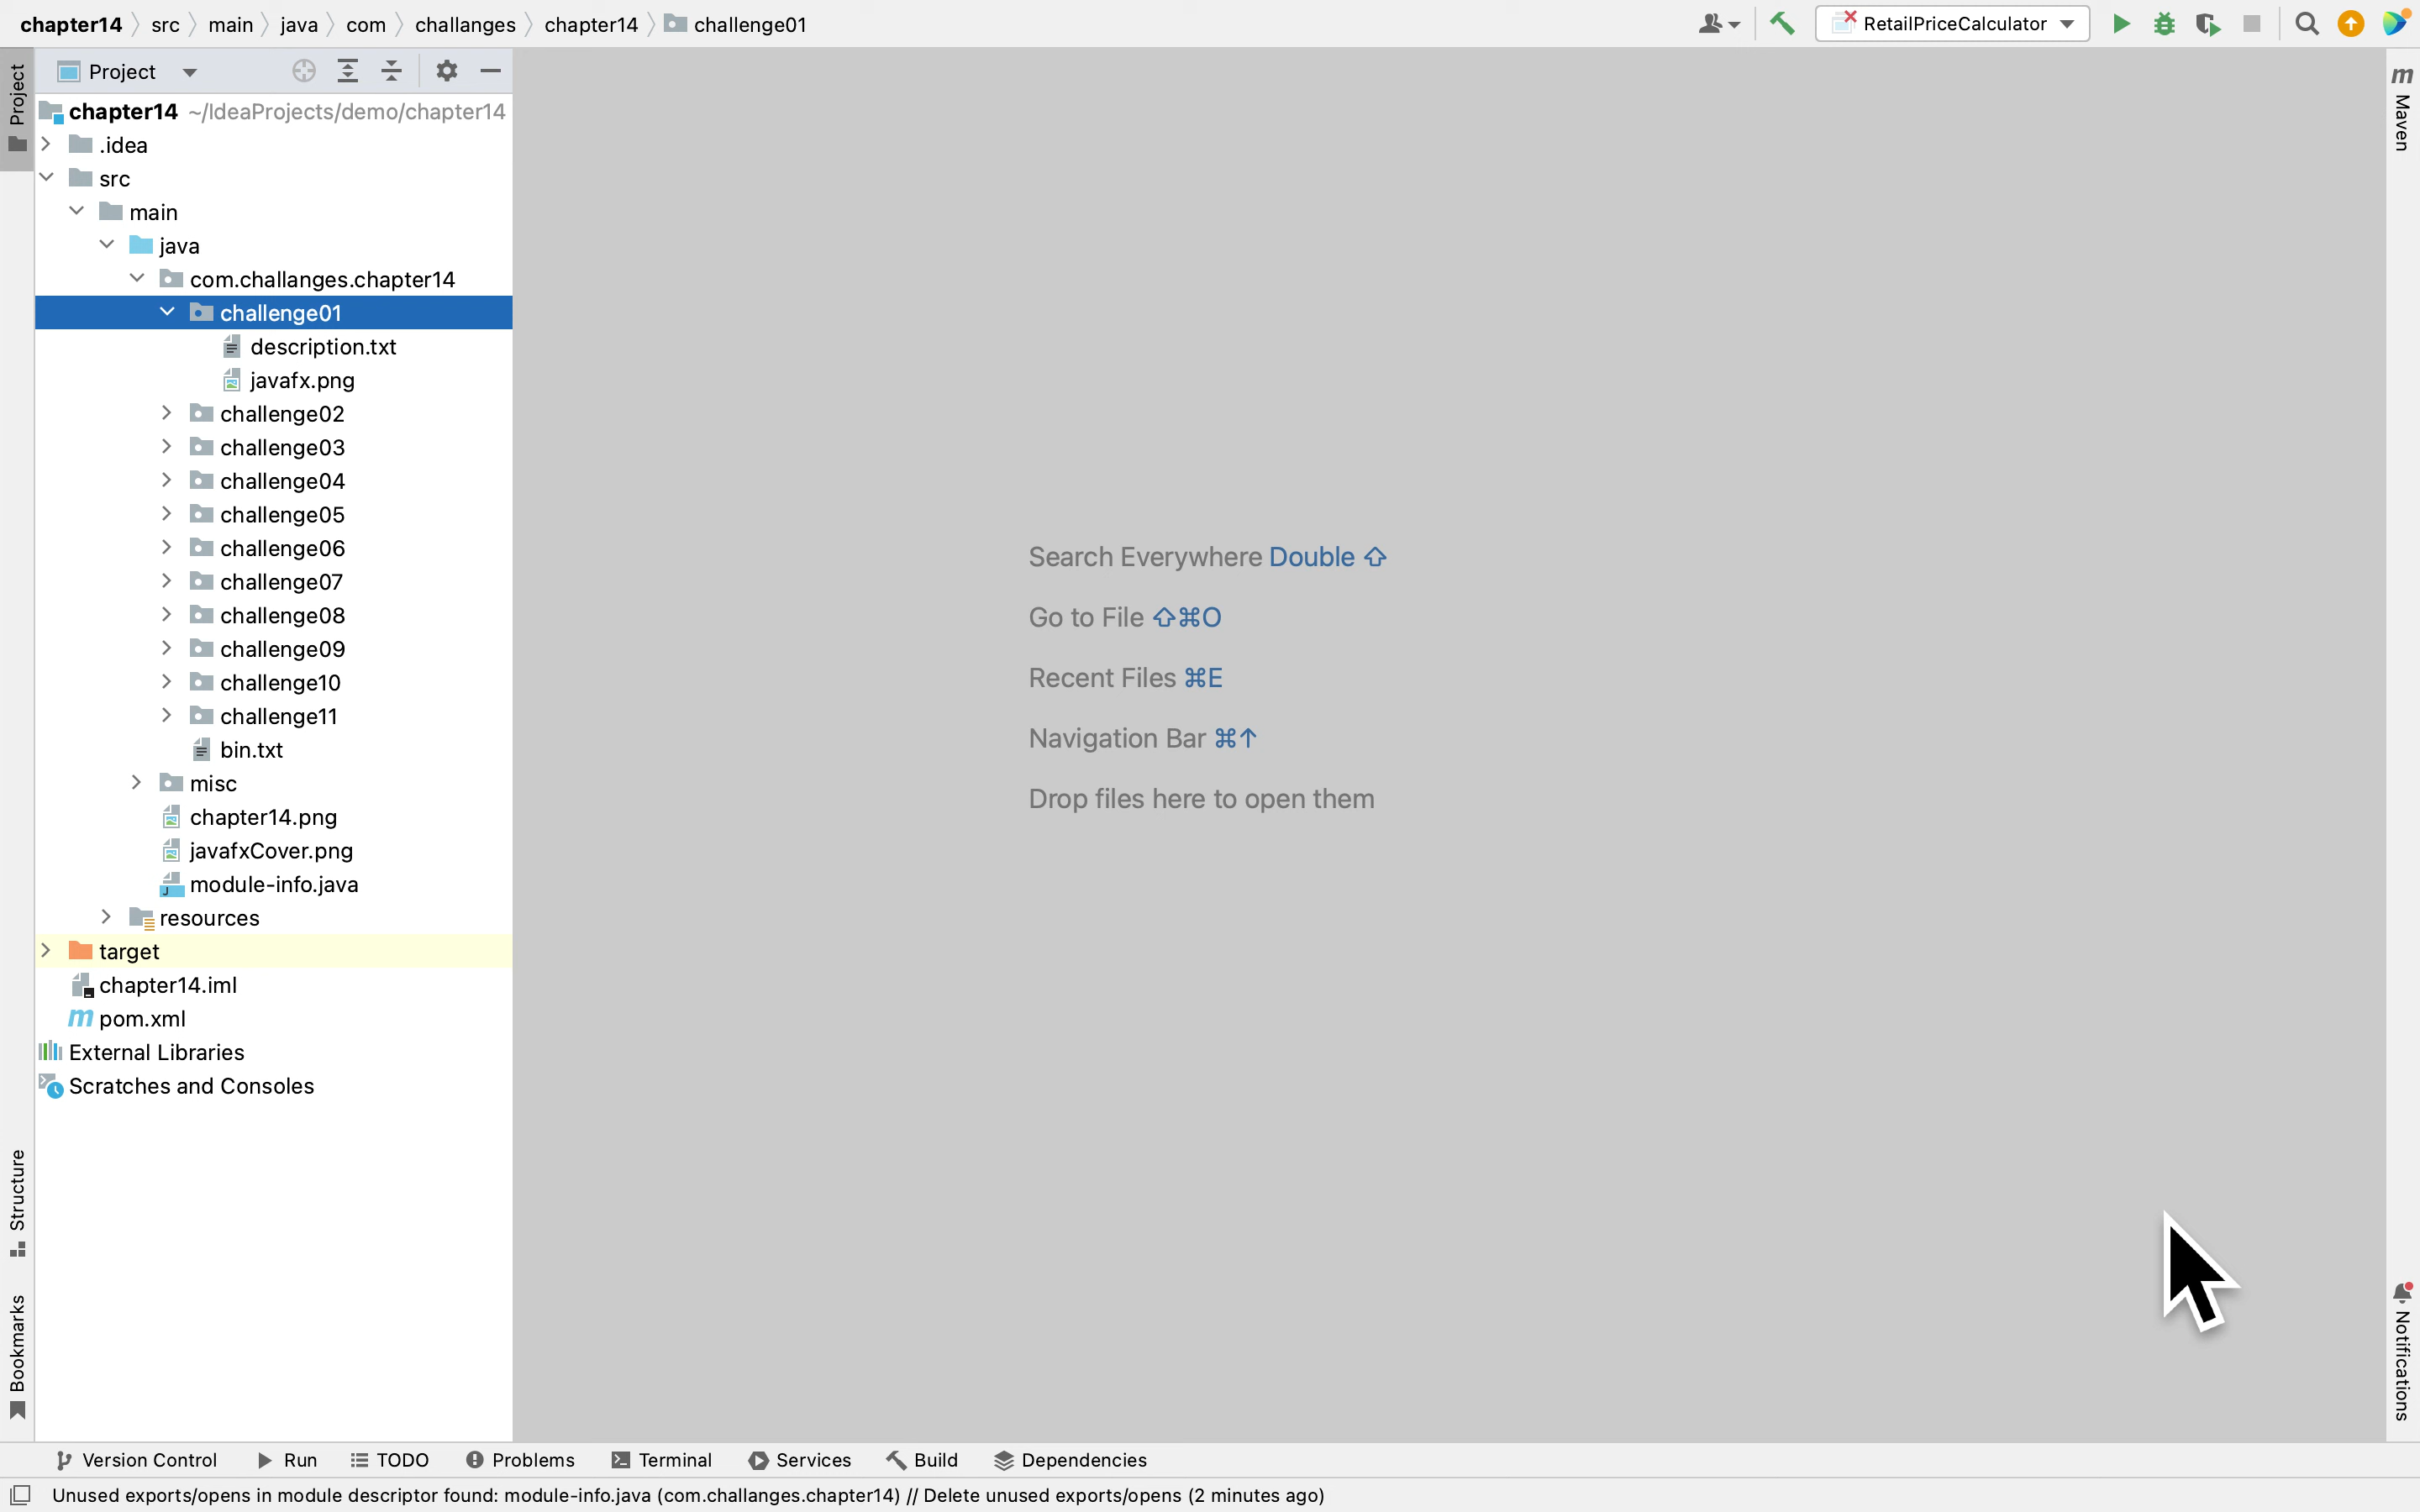 chapter14 src main java com challanges chapter14 challenge01
RetailPriceCalculator
Project
Project
m
Maven
chapter14 ~/IdeaProjects/demo/chapter14
.idea
src
main
java
com.challanges.chapter14
challenge01
description.txt
javafx.png
challenge02
challenge03
challenge04
challenge05
challenge06
challenge07
challenge08
challenge09
challenge10
challenge11
bin.txt
misc
chapter14.png
javafxCover.png
module-info.java
resources
target
chapter14.iml
m pom.xml
External Libraries
Scratches and Consoles
Search Everywhere Double ⇧
Go to File ⇧⌘O
Recent Files ⌘E
Navigation Bar ⌘↑
Drop files here to open them
Structure
Bookmarks
Notifications
Version Control Run TODO Problems Terminal Services Build Dependencies
Unused exports/opens in module descriptor found: module-info.java (com.challanges.chapter14) // Delete unused exports/opens (2 minutes ago)